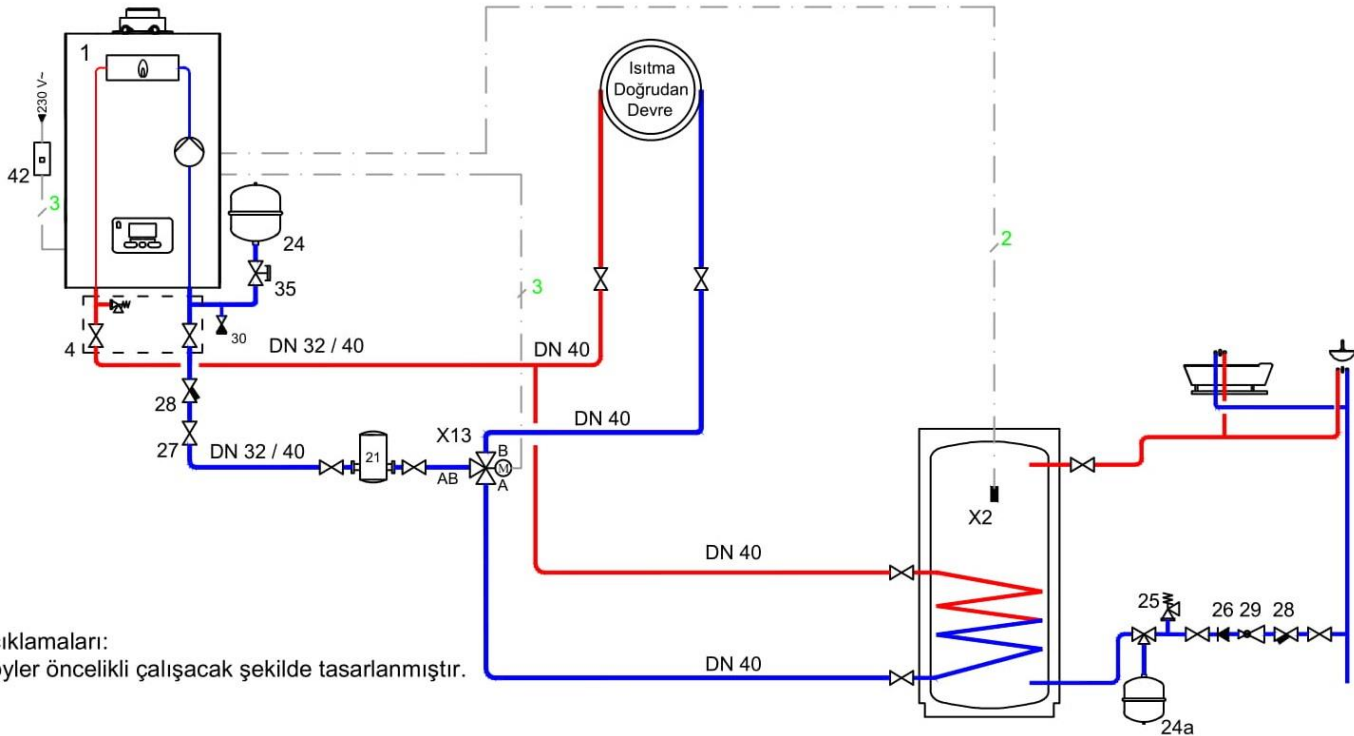 1
Isıtma
Doğrudan
Devre
230 V~
42
3
24
35
2
3
4
30
DN 32 / 40
DN 40
28
DN 40
X13
27
DN 32 / 40
21
B
M
AB
A
X2
DN 40
25
26
29
28
DN 40
24a
öncelikli çalışacak şekilde tasarlanmıştır.